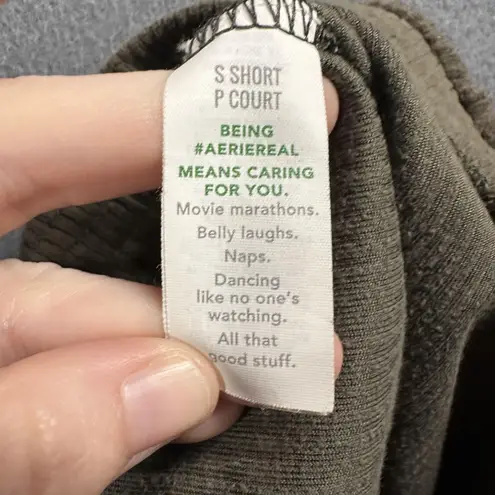 S SHORT
P COURT
BEING
#AERIEREAL
MEANS CARING
FOR YOU.
Movie marathons.
Belly laughs.
Naps.
Dancing
like no one's
watching.
All that
good stuff.